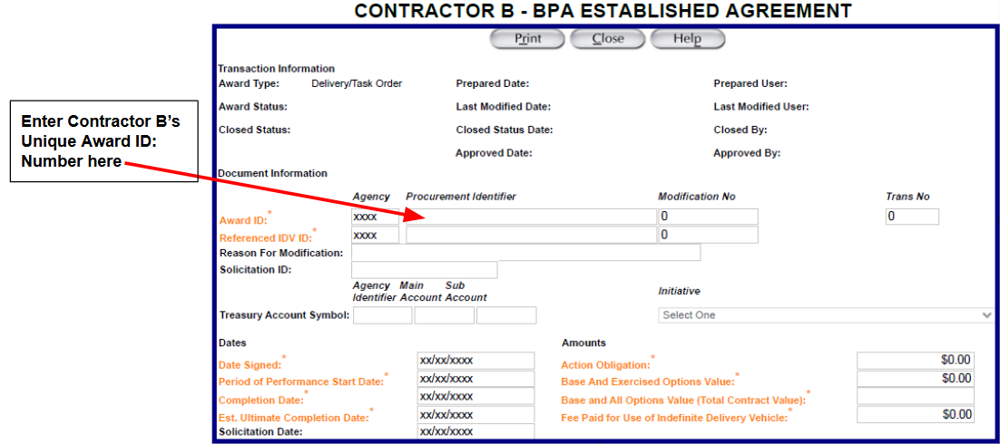 CONTRACTOR B - BPA ESTABLISHED AGREEMENT
Print Close Help
Transaction Information
Award Type: Delivery/Task Order Prepared Date: Prepared User:
Award Status: Last Modified Date: Last Modified User:
Closed Status: Closed Status Date: Closed By:
Approved Date: Approved By:
Enter Contractor B's
Unique Award ID:
Number here
Document Information
Agency Procurement Identifier Modification No Trans No
Award ID:* xxxx 0 0
Referenced IDV ID:* xxxx 0
Reason For Modification:
Solicitation ID:
Agency Main Sub
Identifier Account Account Initiative
Treasury Account Symbol: Select One
Dates Amounts
Date Signed:* xx/xx/xxxx Action Obligation:* $0.00
Period of Performance Start Date:* xx/xx/xxxx Base And Exercised Options Value:* $0.00
Completion Date:* xx/xx/xxxx Base and All Options Value (Total Contract Value):*
Est. Ultimate Completion Date:* xx/xx/xxxx Fee Paid for Use of Indefinite Delivery Vehicle:* $0.00
Solicitation Date: xx/xx/xxxx